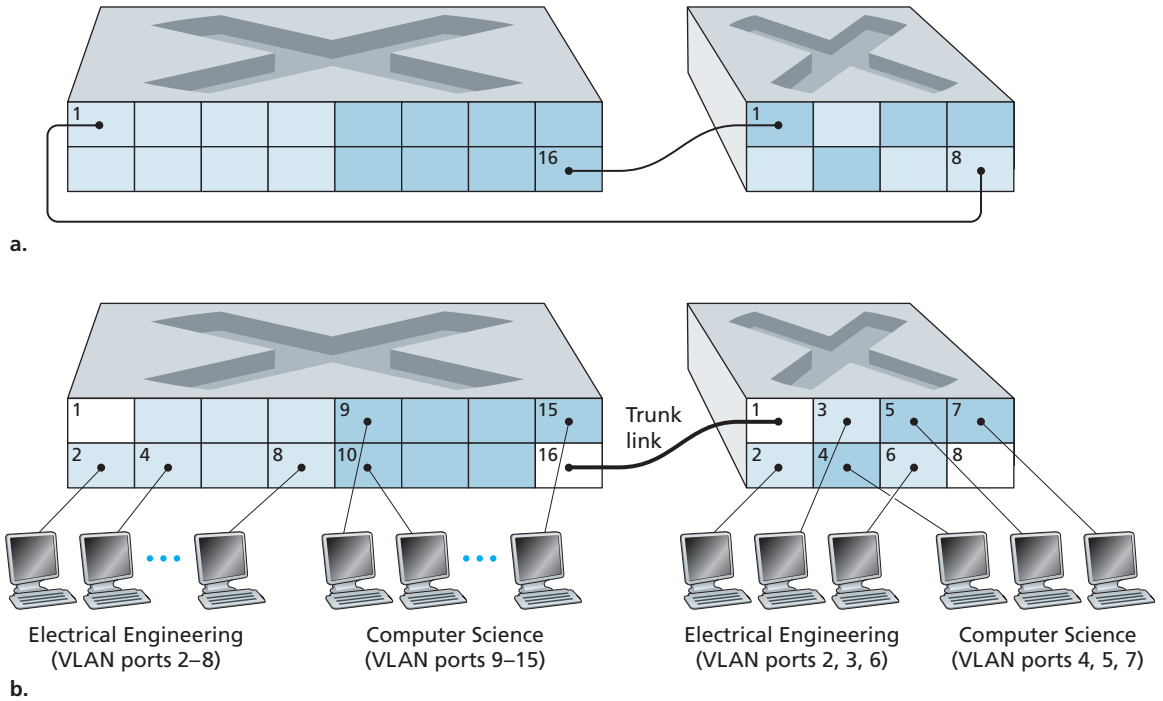 1
16
1
8
a.
1
9
15
2
4
8
10
16
Trunk
link
1
3
5
7
2
4
6
8
Electrical Engineering
(VLAN ports 2–8)
Computer Science
(VLAN ports 9–15)
Electrical Engineering
(VLAN ports 2, 3, 6)
Computer Science
(VLAN ports 4, 5, 7)
b.